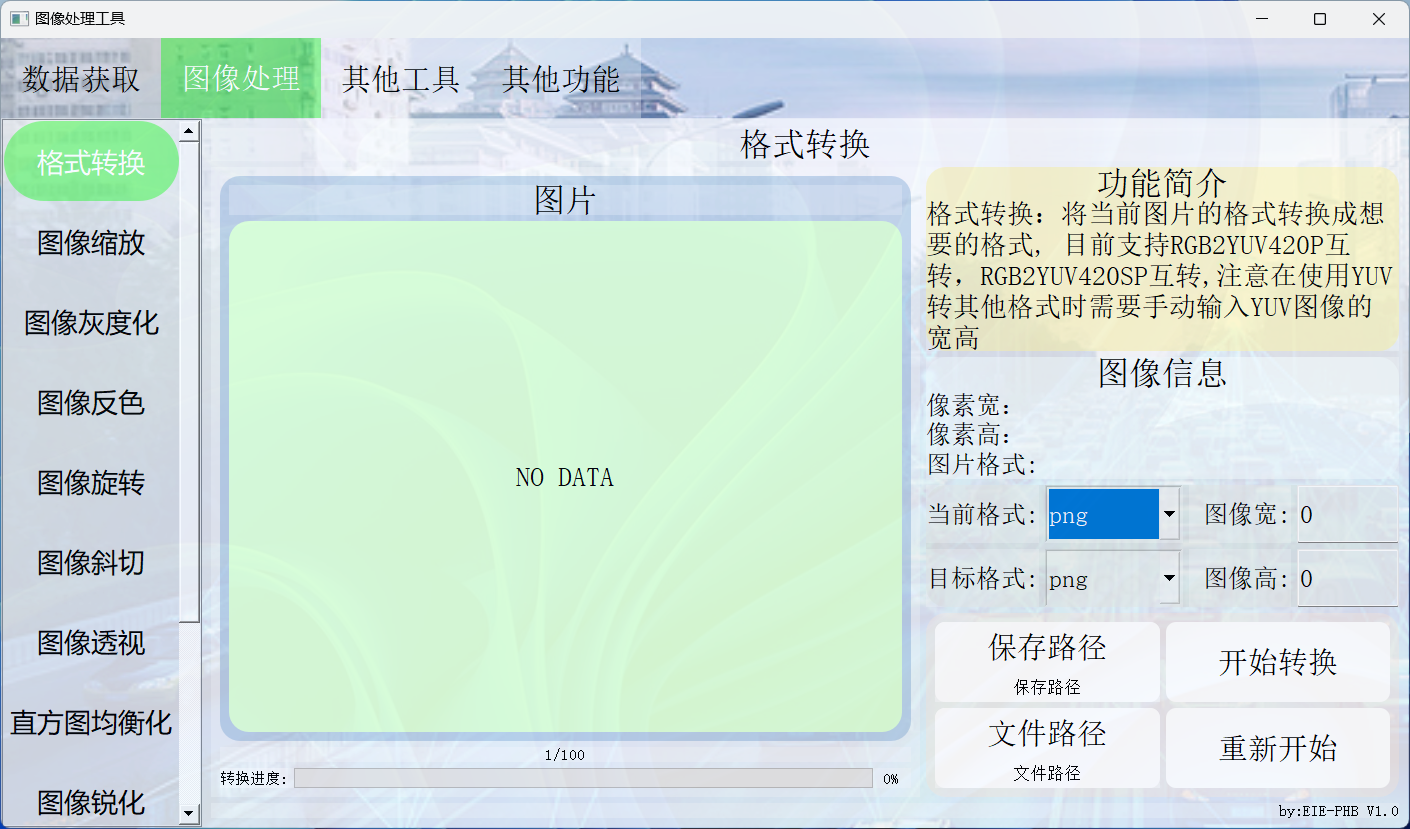 图像处理工具
数据获取
图像处理
其他工具
其他功能
格式转换
图像缩放
图像灰度化
图像反色
图像旋转
图像斜切
图像透视
直方图均衡化
图像锐化
格式转换
图片
NO DATA
1/100
转换进度:
0%
功能简介
格式转换：将当前图片的格式转换成想
要的格式, 目前支持RGB2YUV420P互
转，RGB2YUV420SP互转,注意在使用YUV
转其他格式时需要手动输入YUV图像的
宽高
图像信息
像素宽：
像素高：
图片格式:
当前格式: png 图像宽: 0
目标格式: png 图像高: 0
保存路径
保存路径
开始转换
文件路径
文件路径
重新开始
by:EIE-PHB V1.0